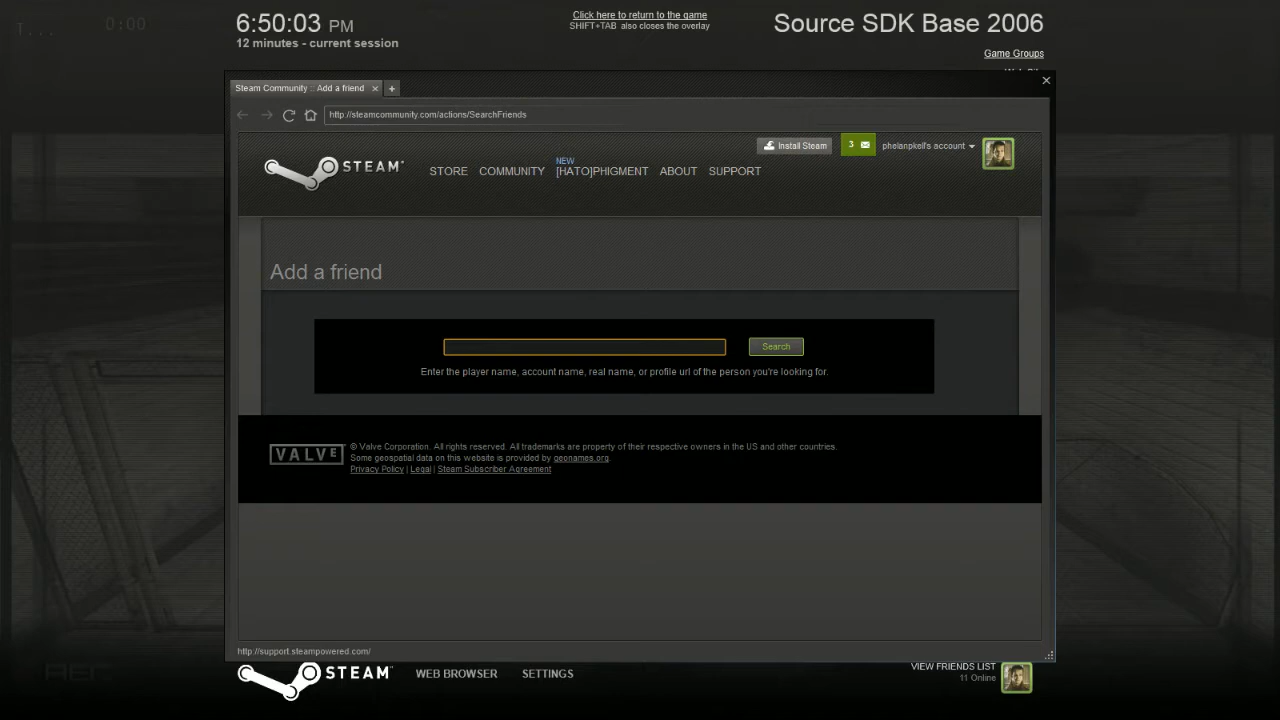 T...
0:00
6:50:03 PM
12 minutes - current session
Click here to return to the game
SHIFT+TAB also closes the overlay
Source SDK Base 2006
Game Groups
Steam Community :: Add a friend
http://steamcommunity.com/actions/SearchFriends
Install Steam
3
phelanpkell's account
STEAM
STORE
COMMUNITY
NEW
[HATO]PHIGMENT
ABOUT
SUPPORT
Add a friend
Search
Enter the player name, account name, real name, or profile url of the person you're looking for.
VALVE
© Valve Corporation. All rights reserved. All trademarks are property of their respective owners in the US and other countries.
Some geospatial data on this website is provided by geonames.org.
Privacy Policy | Legal | Steam Subscriber Agreement
http://support.steampowered.com/
REC
STEAM
WEB BROWSER
SETTINGS
VIEW FRIENDS LIST
11 Online